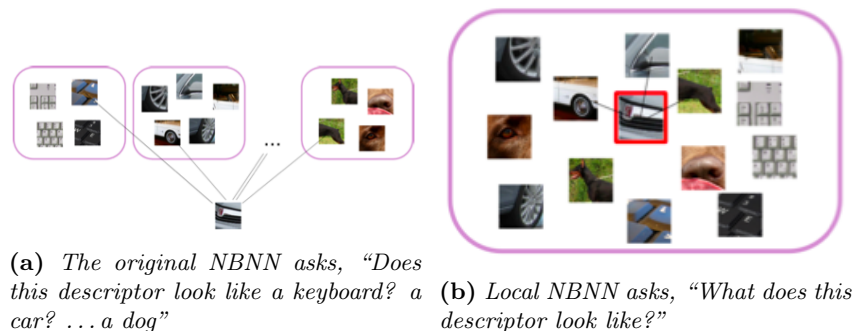 ...
(a) The original NBNN asks, “Does
this descriptor look like a keyboard? a
car? ... a dog”
(b) Local NBNN asks, “What does this
descriptor look like?”